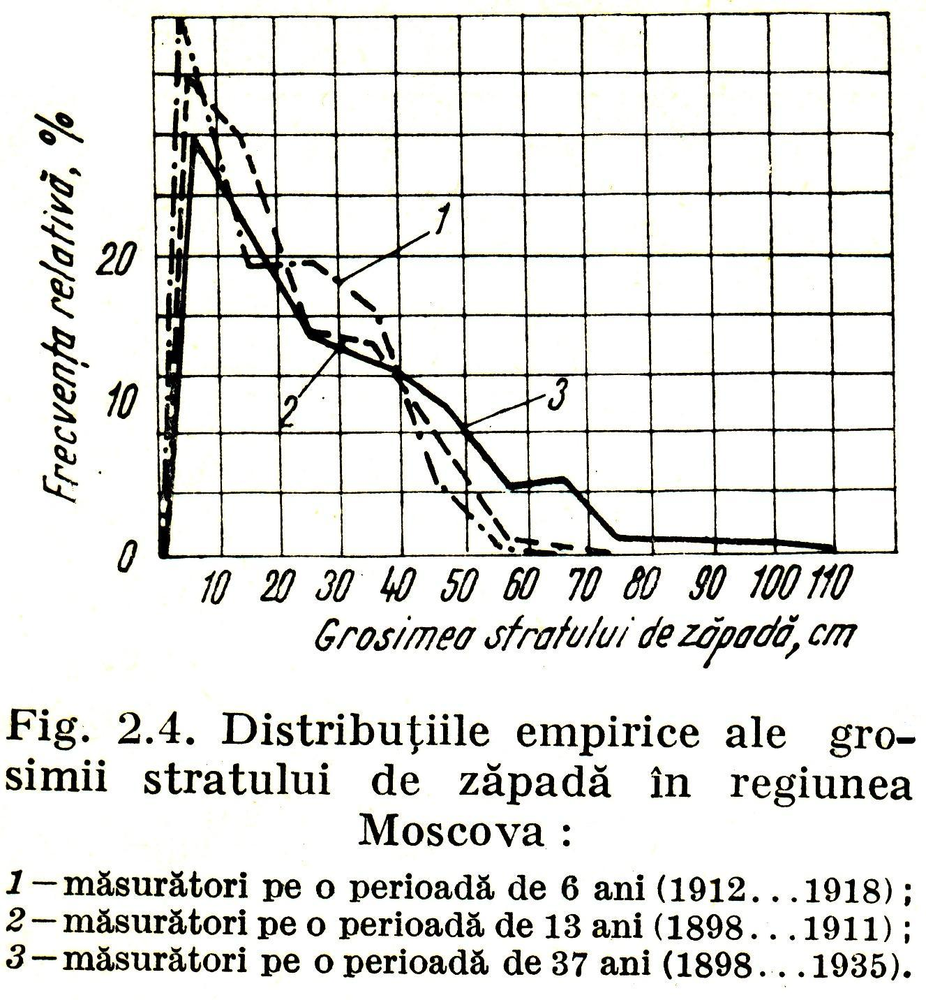 Frecvența relativă, %
20
10
0
1
2
3
10 20 30 40 50 60 70 80 90 100 110
Grosimea stratului de zăpadă, cm
Fig. 2.4. Distribuțiile empirice ale gro-
simii stratului de zăpadă în regiunea
Moscova :
1 — măsurători pe o perioadă de 6 ani (1912...1918) ;
2 — măsurători pe o perioadă de 13 ani (1898...1911) ;
3 — măsurători pe o perioadă de 37 ani (1898...1935).